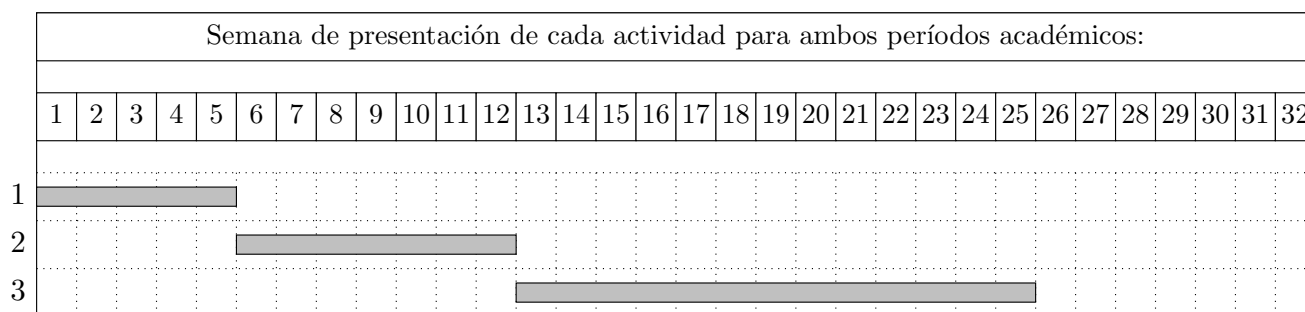 Semana de presentación de cada actividad para ambos períodos académicos:
1 2 3 4 5 6 7 8 9 10 11 12 13 14 15 16 17 18 19 20 21 22 23 24 25 26 27 28 29 30 31 32
1
2
3